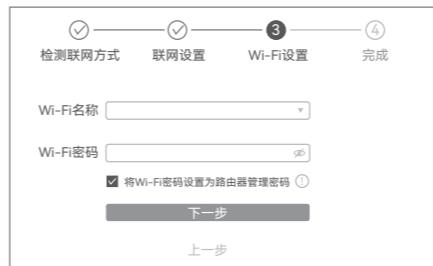 3 4
检测联网方式 联网设置 Wi-Fi设置 完成
Wi-Fi名称
Wi-Fi密码
将Wi-Fi密码设置为路由器管理密码
下一步
上一步